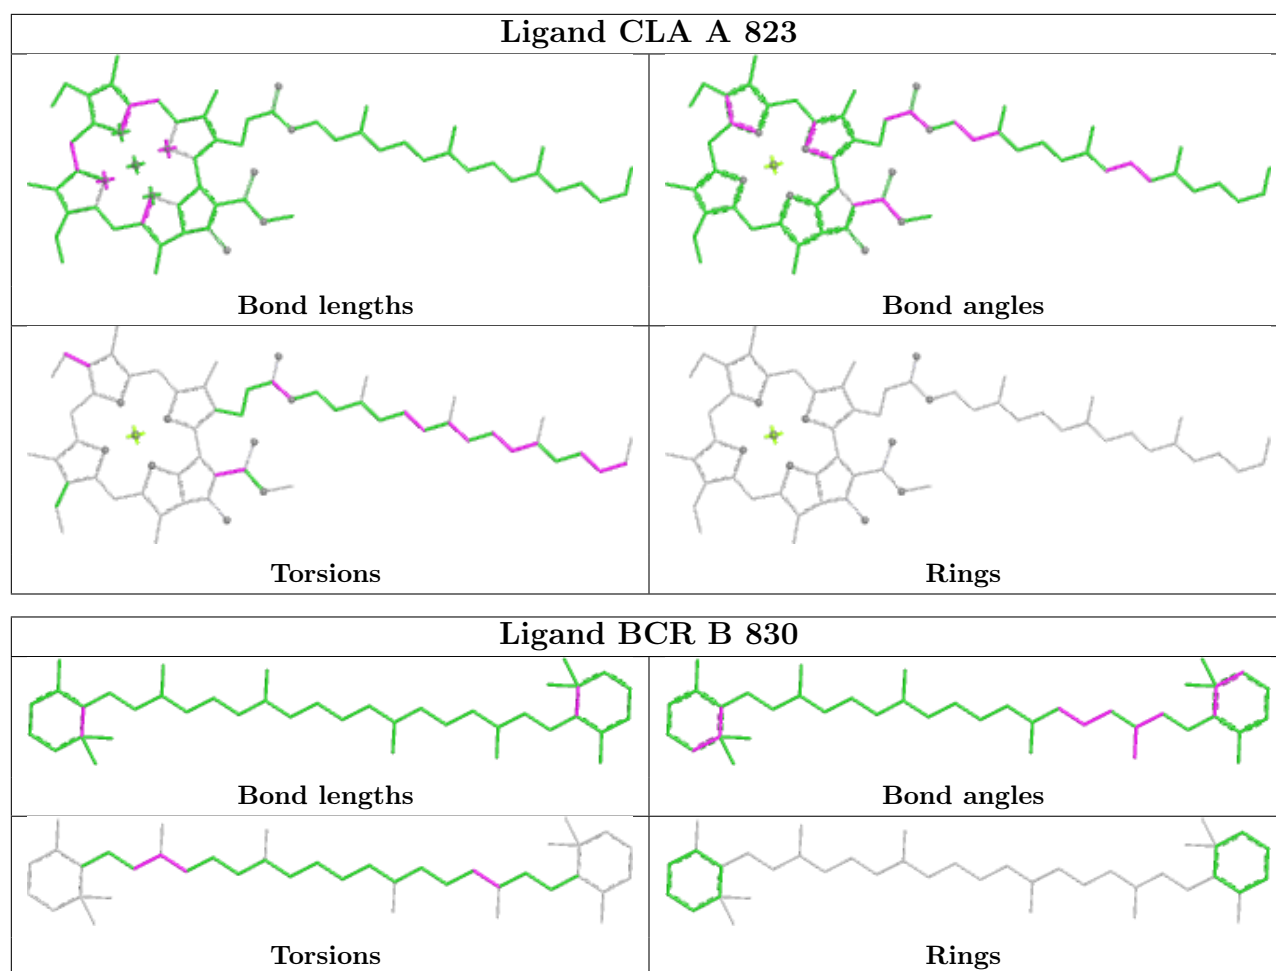 Ligand CLA A 823
Bond lengths
Bond angles
Torsions
Rings
Ligand BCR B 830
Bond lengths
Bond angles
Torsions
Rings